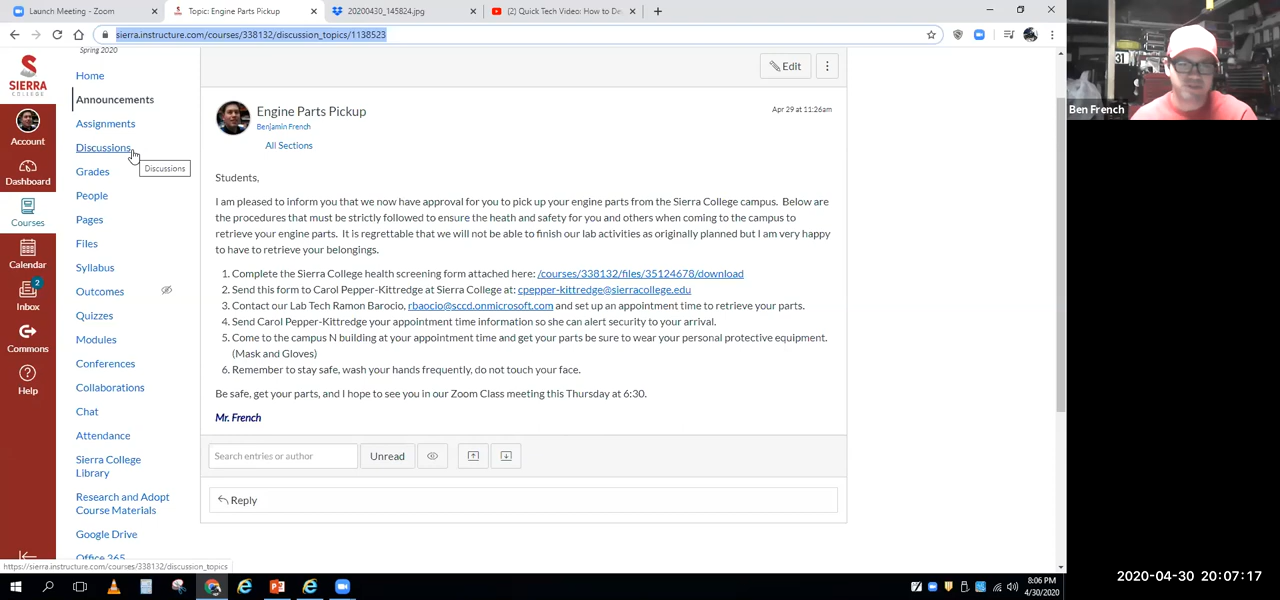 Launch Meeting - Zoom
Topic: Engine Parts Pickup
20200430_145824.jpg
(2) Quick Tech Video: How to De
sierra.instructure.com/courses/338132/discussion_topics/1138523
Spring 2020
SIERRA
COLLEGE
Account
Dashboard
Courses
Calendar
2
Inbox
Commons
Help
Home
Announcements
Assignments
Discussions
Discussions
Grades
People
Pages
Files
Syllabus
Outcomes
Quizzes
Modules
Conferences
Collaborations
Chat
Attendance
Sierra College
Library
Research and Adopt
Course Materials
Google Drive
Office 365
Edit
Engine Parts Pickup
Apr 29 at 11:26am
Benjamin French
All Sections
Students,
I am pleased to inform you that we now have approval for you to pick up your engine parts from the Sierra College campus. Below are
the procedures that must be strictly followed to ensure the heath and safety for you and others when coming to the campus to
retrieve your engine parts. It is regrettable that we will not be able to finish our lab activities as originally planned but I am very happy
to have to retrieve your belongings.
1. Complete the Sierra College health screening form attached here: /courses/338132/files/35124678/download
2. Send this form to Carol Pepper-Kittredge at Sierra College at: cpepper-kittredge@sierracollege.edu
3. Contact our Lab Tech Ramon Barocio, rbaocio@sccd.onmicrosoft.com and set up an appointment time to retrieve your parts.
4. Send Carol Pepper-Kittredge your appointment time information so she can alert security to your arrival.
5. Come to the campus N building at your appointment time and get your parts be sure to wear your personal protective equipment.
(Mask and Gloves)
6. Remember to stay safe, wash your hands frequently, do not touch your face.
Be safe, get your parts, and I hope to see you in our Zoom Class meeting this Thursday at 6:30.
Mr. French
Search entries or author
Unread
Reply
https://sierra.instructure.com/courses/338132/discussion_topics
8:06 PM
4/30/2020
Ben French
31
2020-04-30 20:07:17